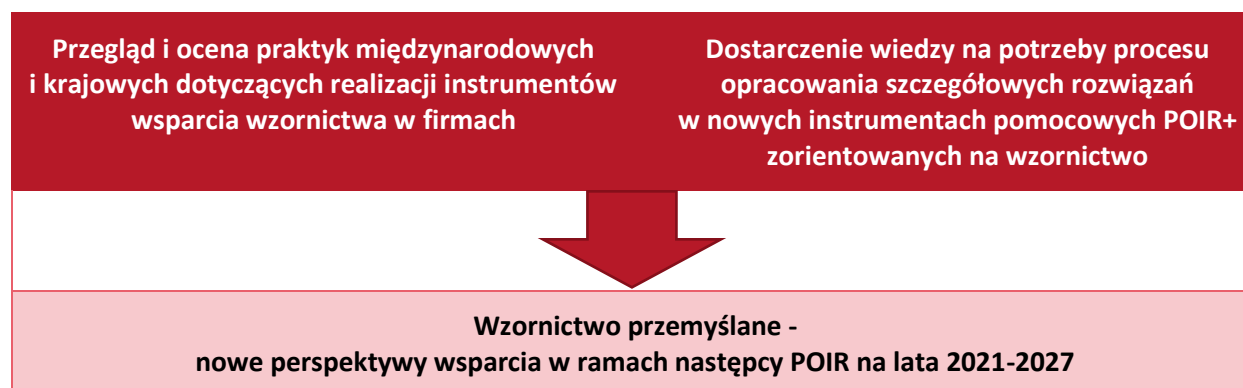 Przegląd i ocena praktyk międzynarodowych
i krajowych dotyczących realizacji instrumentów
wsparcia wzornictwa w firmach
Dostarczenie wiedzy na potrzeby procesu
opracowania szczegółowych rozwiązań
w nowych instrumentach pomocowych POIR+
zorientowanych na wzornictwo
Wzornictwo przemyślane -
nowe perspektywy wsparcia w ramach następcy POIR na lata 2021-2027